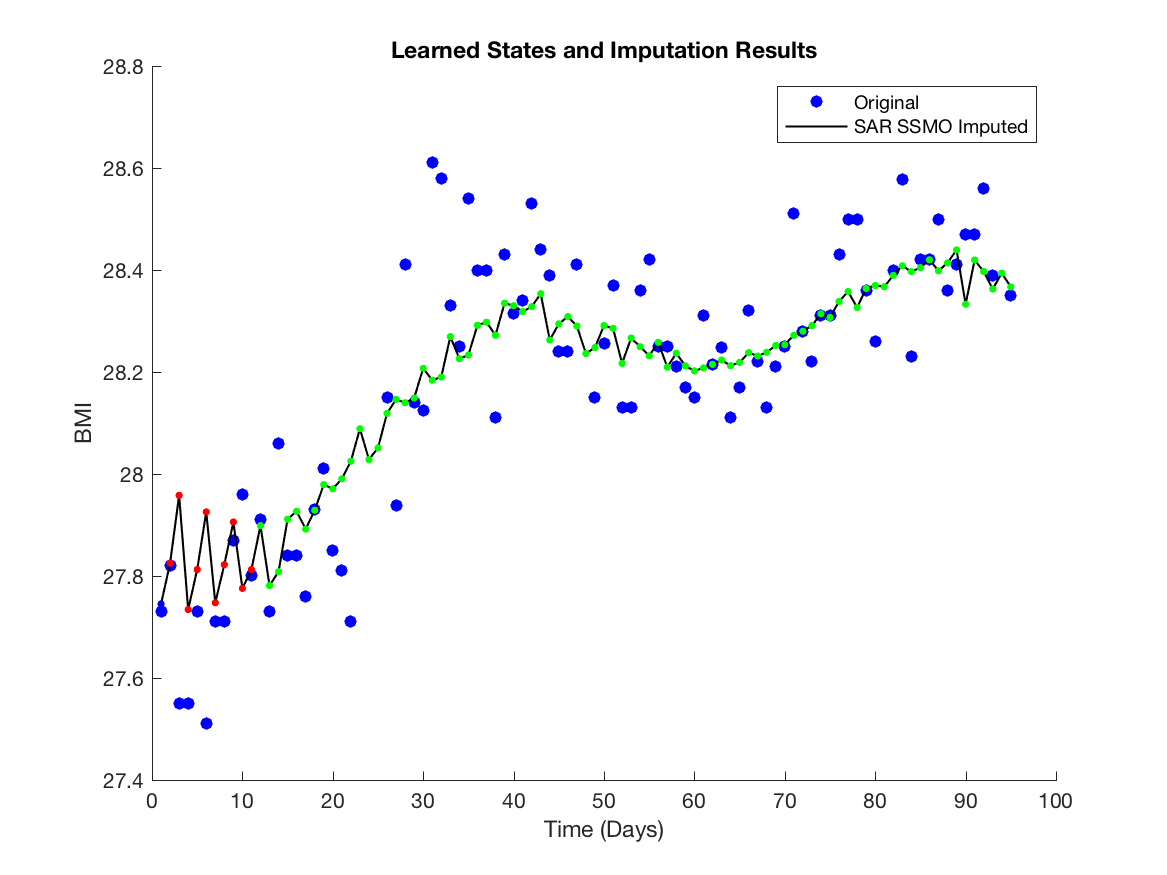 Learned States and Imputation Results
28.8
28.6
28.4
28.2
28
27.8
27.6
27.4
BMI
Original
SAR SSMO Imputed
0 10 20 30 40 50 60 70 80 90 100
Time (Days)